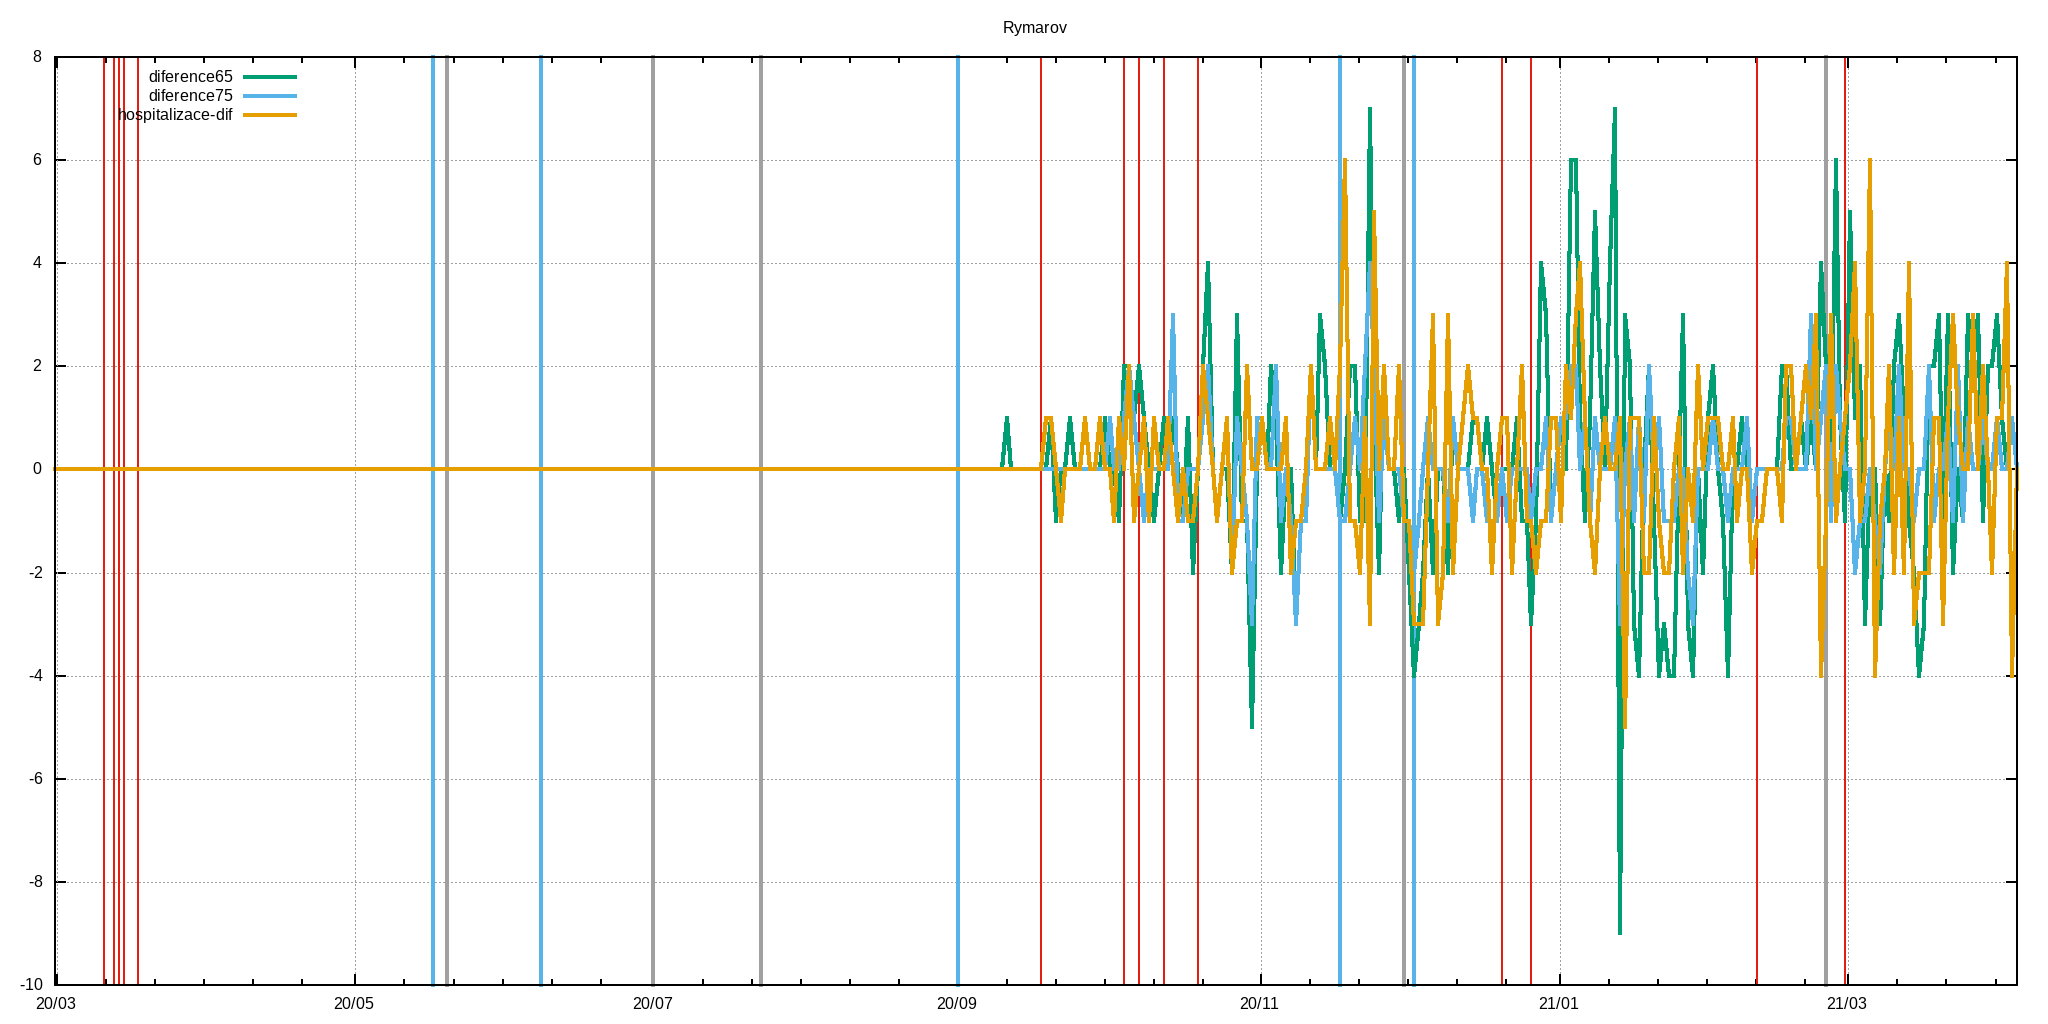 Rymarov
8
diference65
diference75
hospitalizace-dif
6
4
2
0
-2
-4
-6
-8
-10
20/03 20/05 20/07 20/09 20/11 21/01 21/03